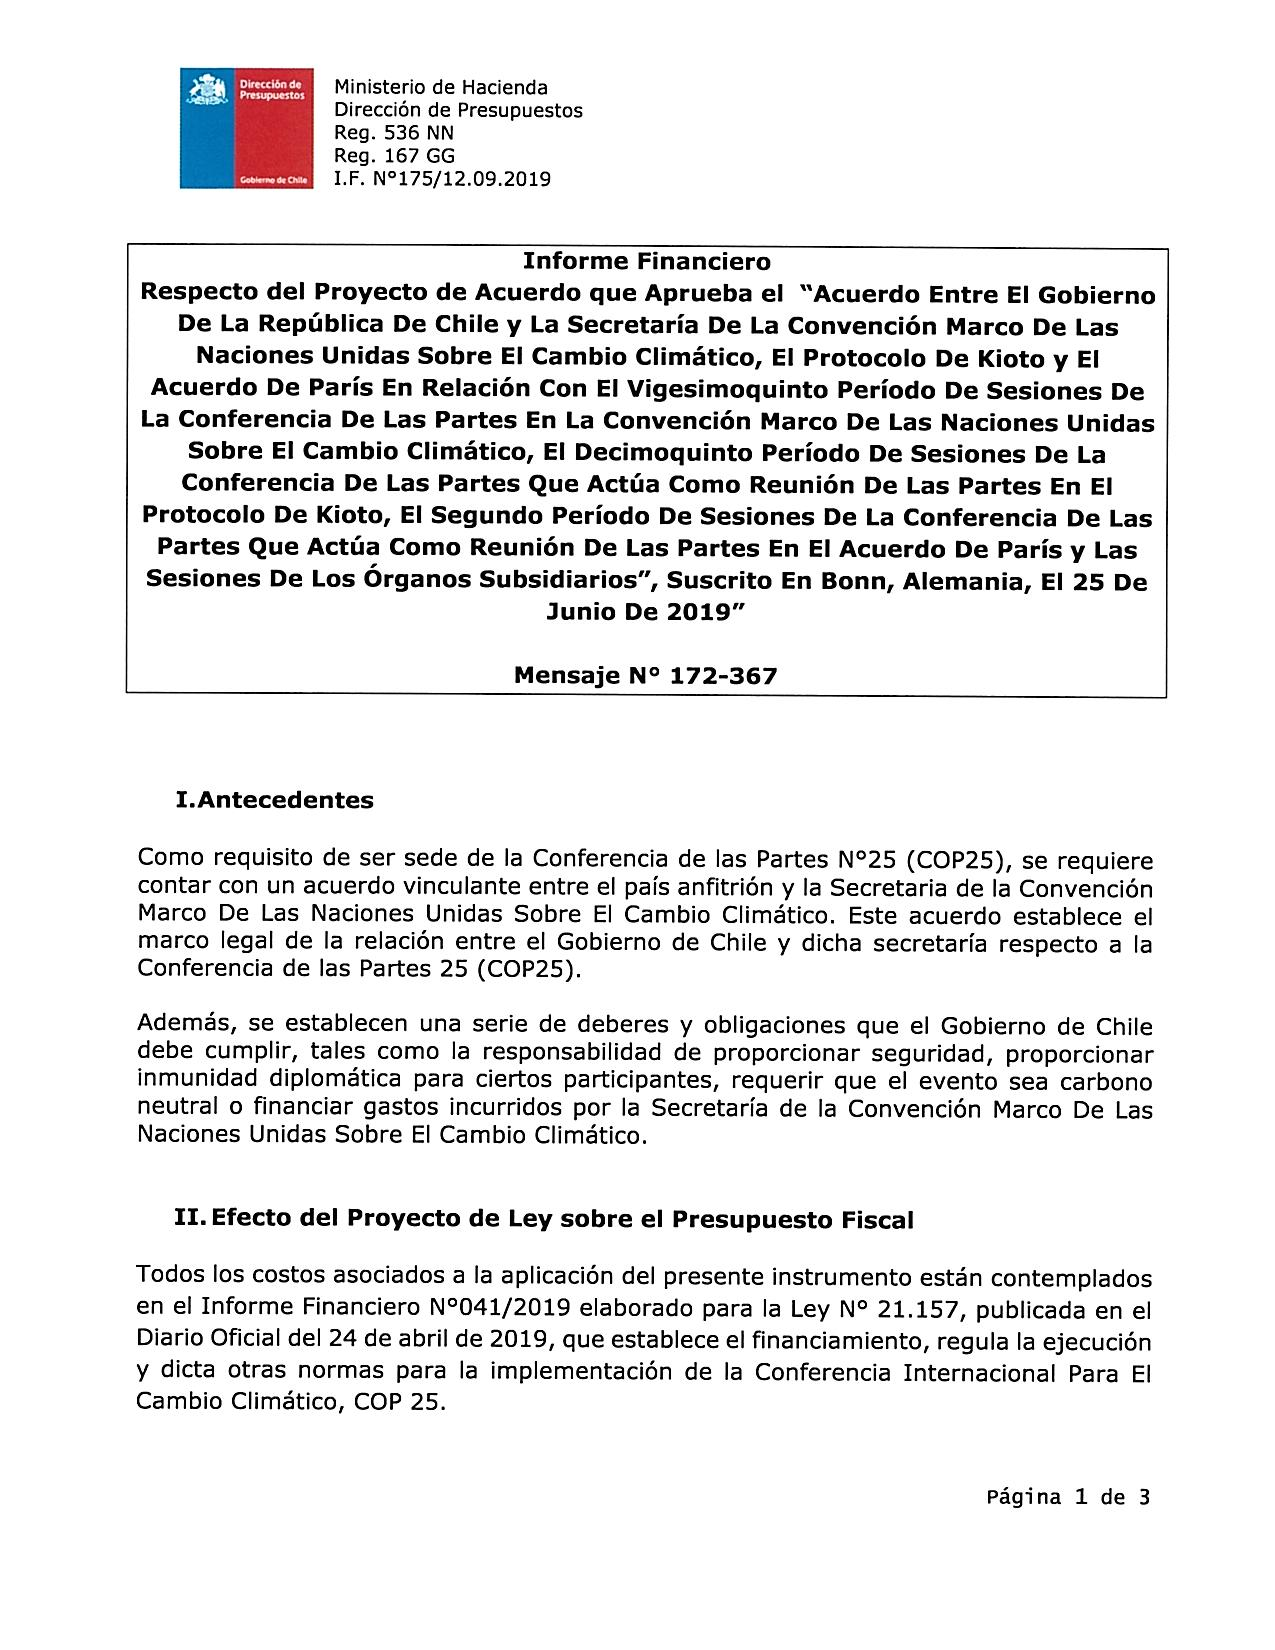 Dirección de
Presupuestos
Gobierno de Chile
Ministerio de Hacienda
Dirección de Presupuestos
Reg. 536 NN
Reg. 167 GG
I.F. N°175/12.09.2019
Informe Financiero
Respecto del Proyecto de Acuerdo que Aprueba el "Acuerdo Entre El Gobierno
De La República De Chile y La Secretaría De La Convención Marco De Las
Naciones Unidas Sobre El Cambio Climático, El Protocolo De Kioto y El
Acuerdo De París En Relación Con El Vigesimoquinto Período De Sesiones De
La Conferencia De Las Partes En La Convención Marco De Las Naciones Unidas
Sobre El Cambio Climático, El Decimoquinto Período De Sesiones De La
Conferencia De Las Partes Que Actúa Como Reunión De Las Partes En El
Protocolo De Kioto, El Segundo Período De Sesiones De La Conferencia De Las
Partes Que Actúa Como Reunión De Las Partes En El Acuerdo De París y Las
Sesiones De Los Órganos Subsidiarios", Suscrito En Bonn, Alemania, El 25 De
Junio De 2019"
Mensaje N° 172-367
I.Antecedentes
Como requisito de ser sede de la Conferencia de las Partes N°25 (COP25), se requiere
contar con un acuerdo vinculante entre el país anfitrión y la Secretaria de la Convención
Marco De Las Naciones Unidas Sobre El Cambio Climático. Este acuerdo establece el
marco legal de la relación entre el Gobierno de Chile y dicha secretaría respecto a la
Conferencia de las Partes 25 (COP25).
Además, se establecen una serie de deberes y obligaciones que el Gobierno de Chile
debe cumplir, tales como la responsabilidad de proporcionar seguridad, proporcionar
inmunidad diplomática para ciertos participantes, requerir que el evento sea carbono
neutral o financiar gastos incurridos por la Secretaría de la Convención Marco De Las
Naciones Unidas Sobre El Cambio Climático.
II. Efecto del Proyecto de Ley sobre el Presupuesto Fiscal
Todos los costos asociados a la aplicación del presente instrumento están contemplados
en el Informe Financiero N°041/2019 elaborado para la Ley N° 21.157, publicada en el
Diario Oficial del 24 de abril de 2019, que establece el financiamiento, regula la ejecución
y dicta otras normas para la implementación de la Conferencia Internacional Para El
Cambio Climático, COP 25.
Página 1 de 3